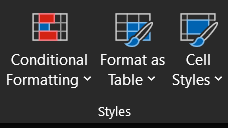 Conditional Format as Cell
Formatting Table Styles
Styles